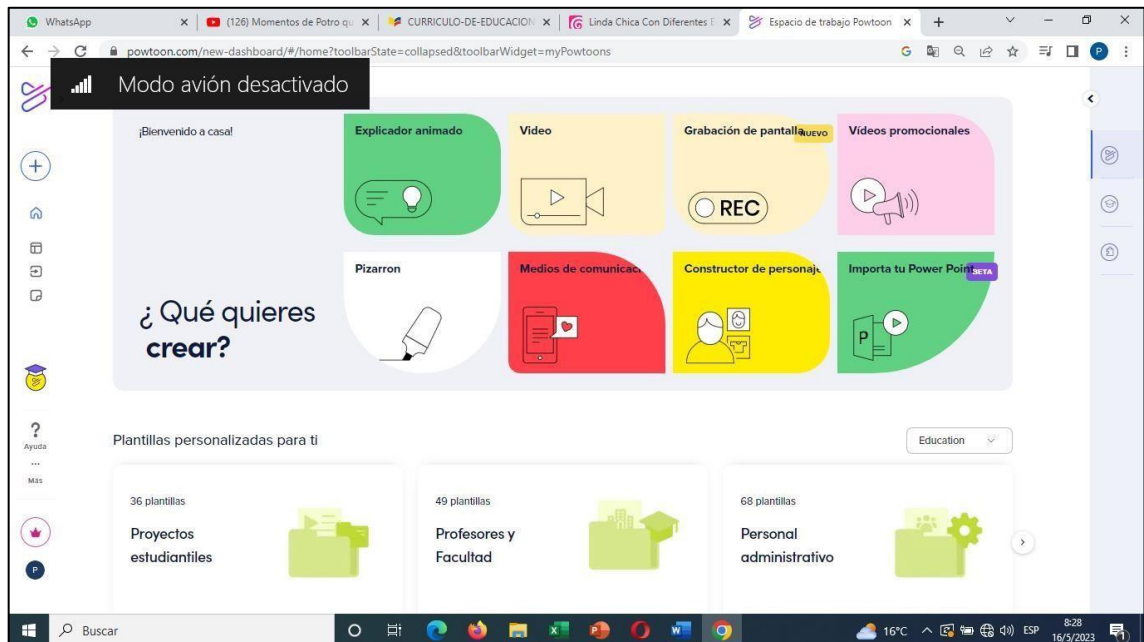 WhatsApp
(126) Momentos de Potro qu
CURRICULO-DE-EDUCACION
Linda Chica Con Diferentes E
Espacio de trabajo Powtoon
powtoon.com/new-dashboard/#/home?toolbarState=collapsed&toolbarWidget=myPowtoons
G
P
Modo avión desactivado
¡Bienvenido a casa!
Explicador animado
Video
Grabación de pantalla
NUEVO
Vídeos promocionales
REC
Pizarron
Medios de comunicac
Constructor de personaje
Importa tu Power Point
BETA
P
¿ Qué quieres
crear?
?
Ayuda
...
Más
P
Plantillas personalizadas para ti
Education
36 plantillas
Proyectos
estudiantiles
49 plantillas
Profesores y
Facultad
68 plantillas
Personal
administrativo
Buscar
16°C
ESP
8:28
16/5/2023